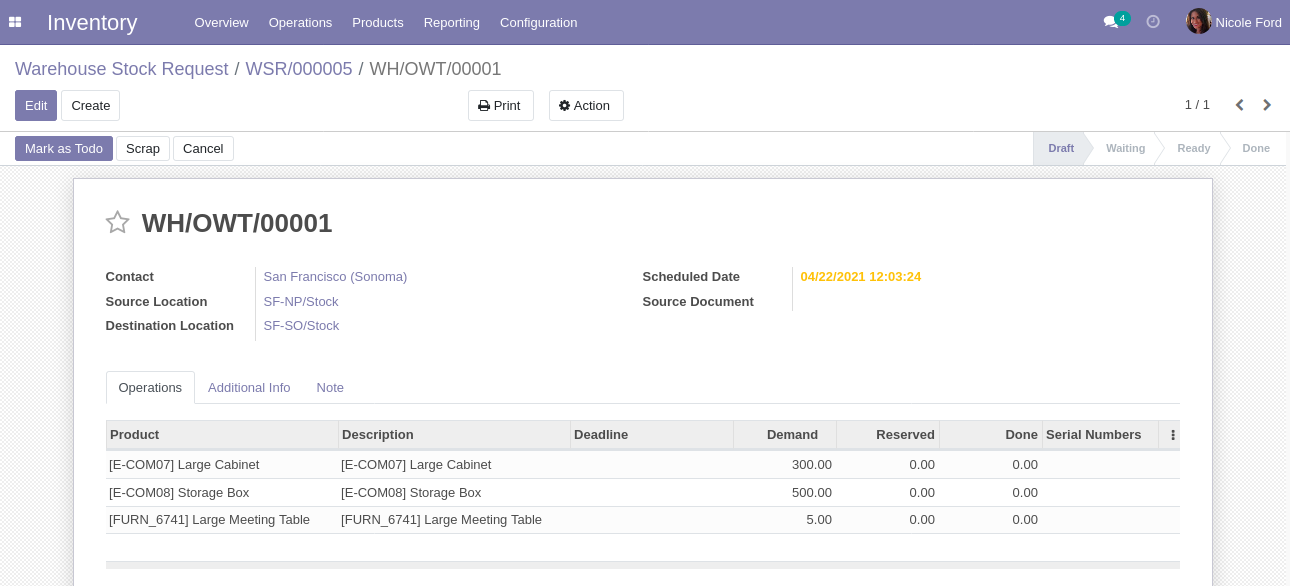 Inventory Overview Operations Products Reporting Configuration 4 Nicole Ford
Warehouse Stock Request / WSR/000005 / WH/OWT/00001
Edit Create Print Action 1 / 1
Mark as Todo Scrap Cancel Draft Waiting Ready Done
WH/OWT/00001
Contact San Francisco (Sonoma) Scheduled Date 04/22/2021 12:03:24
Source Location SF-NP/Stock Source Document
Destination Location SF-SO/Stock
Operations Additional Info Note
Product Description Deadline Demand Reserved Done Serial Numbers
[E-COM07] Large Cabinet [E-COM07] Large Cabinet 300.00 0.00 0.00
[E-COM08] Storage Box [E-COM08] Storage Box 500.00 0.00 0.00
[FURN_6741] Large Meeting Table [FURN_6741] Large Meeting Table 5.00 0.00 0.00